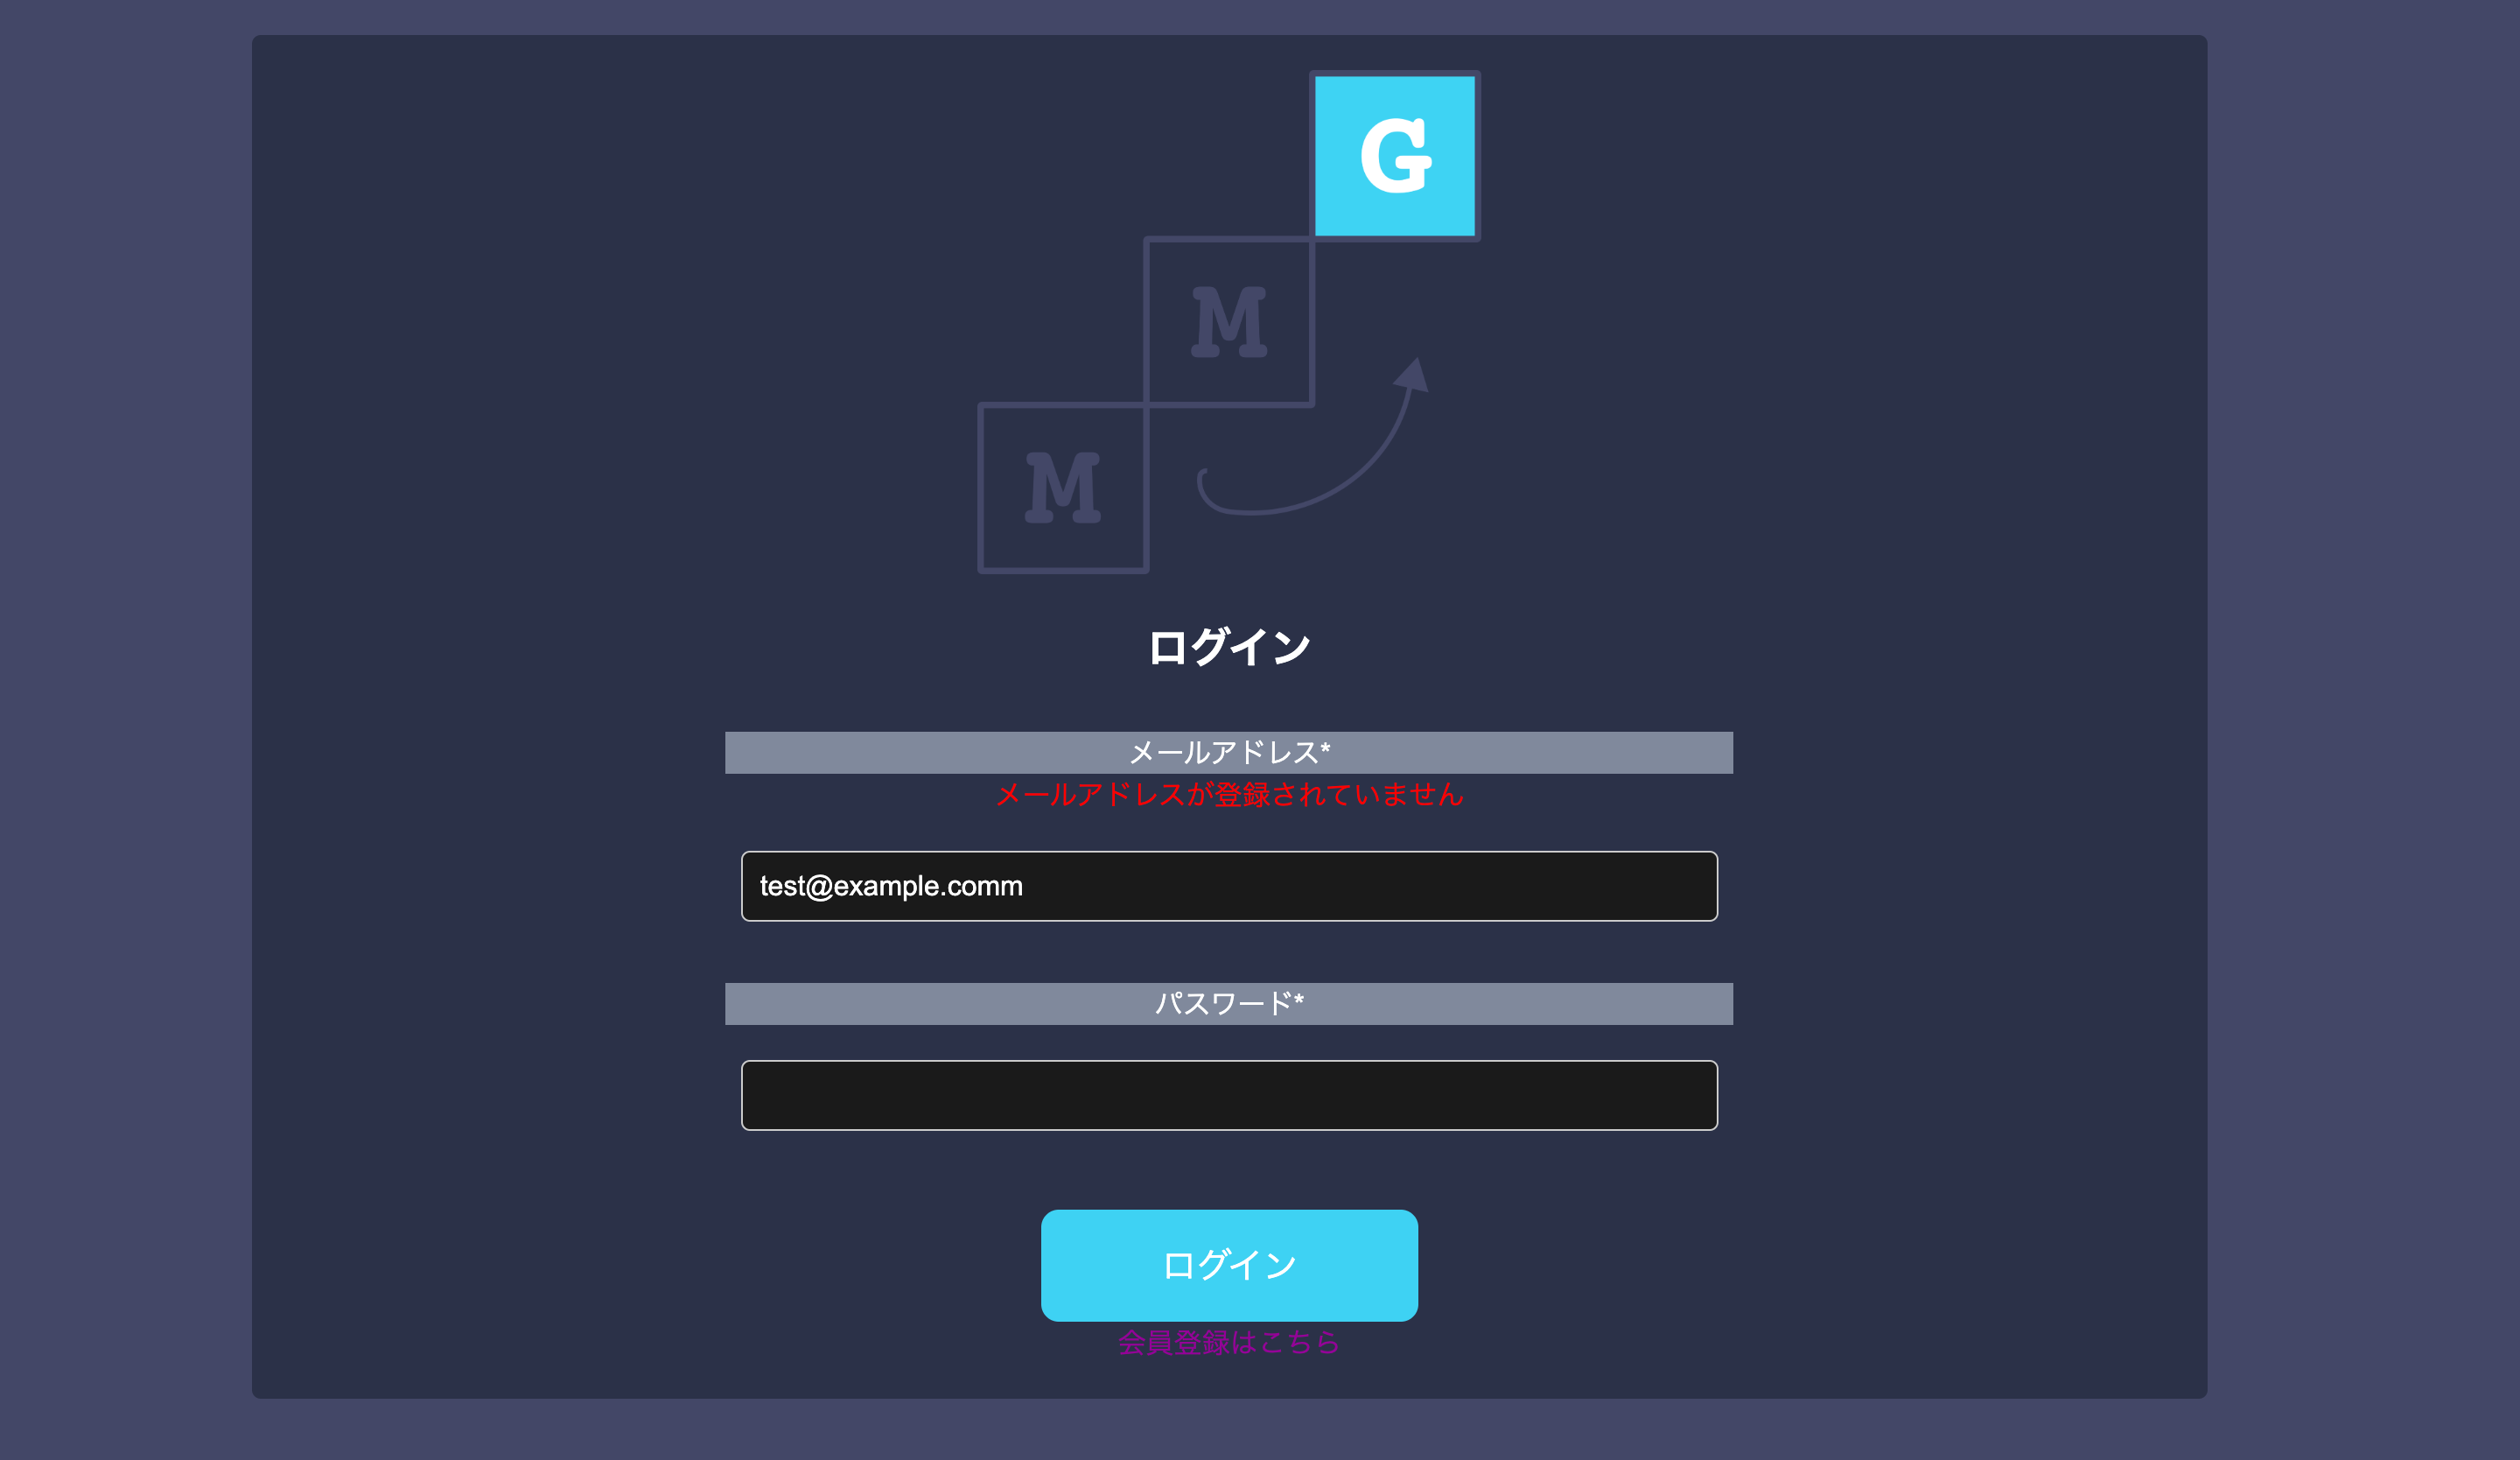 G
M
M
ログイン
メールアドレス*
メールアドレスが登録されていません
test@example.comm
パスワード*
ログイン
会員登録はこちら